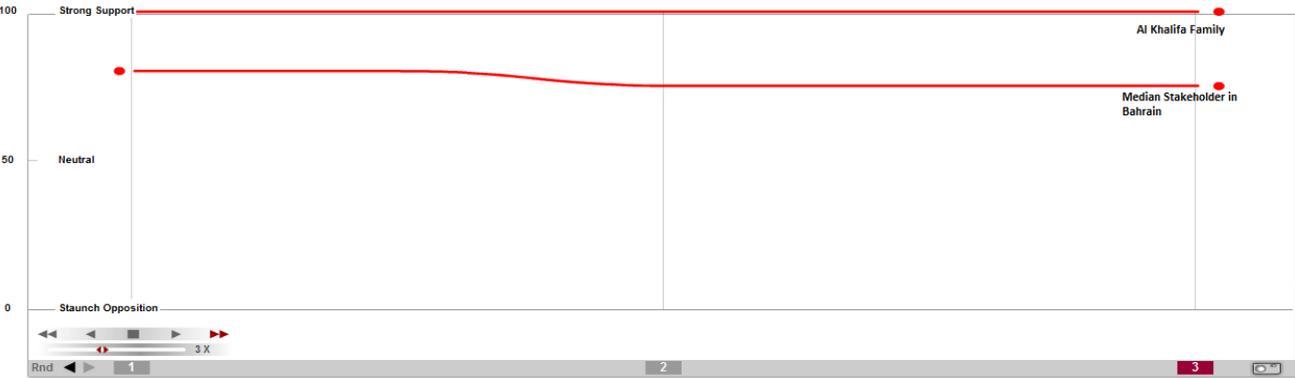 100 Strong Support
Al Khalifa Family
Median Stakeholder in
Bahrain
50 Neutral
0 Staunch Opposition
3 X
Rnd 1 2 3